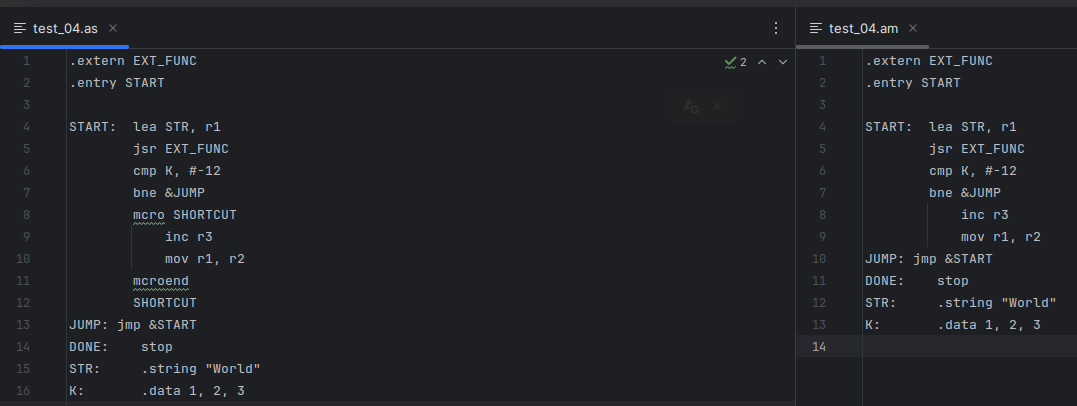 test_04.as
2
1 .extern EXT_FUNC
2 .entry START
3
4 START:  lea STR, r1
5         jsr EXT_FUNC
6         cmp K, #-12
7         bne &JUMP
8         mcro SHORTCUT
9             inc r3
10             mov r1, r2
11         mcroend
12         SHORTCUT
13 JUMP: jmp &START
14 DONE:    stop
15 STR:     .string "World"
16 K:       .data 1, 2, 3
test_04.am
1 .extern EXT_FUNC
2 .entry START
3
4 START:  lea STR, r1
5         jsr EXT_FUNC
6         cmp K, #-12
7         bne &JUMP
8             inc r3
9             mov r1, r2
10 JUMP: jmp &START
11 DONE:    stop
12 STR:     .string "World"
13 K:       .data 1, 2, 3
14